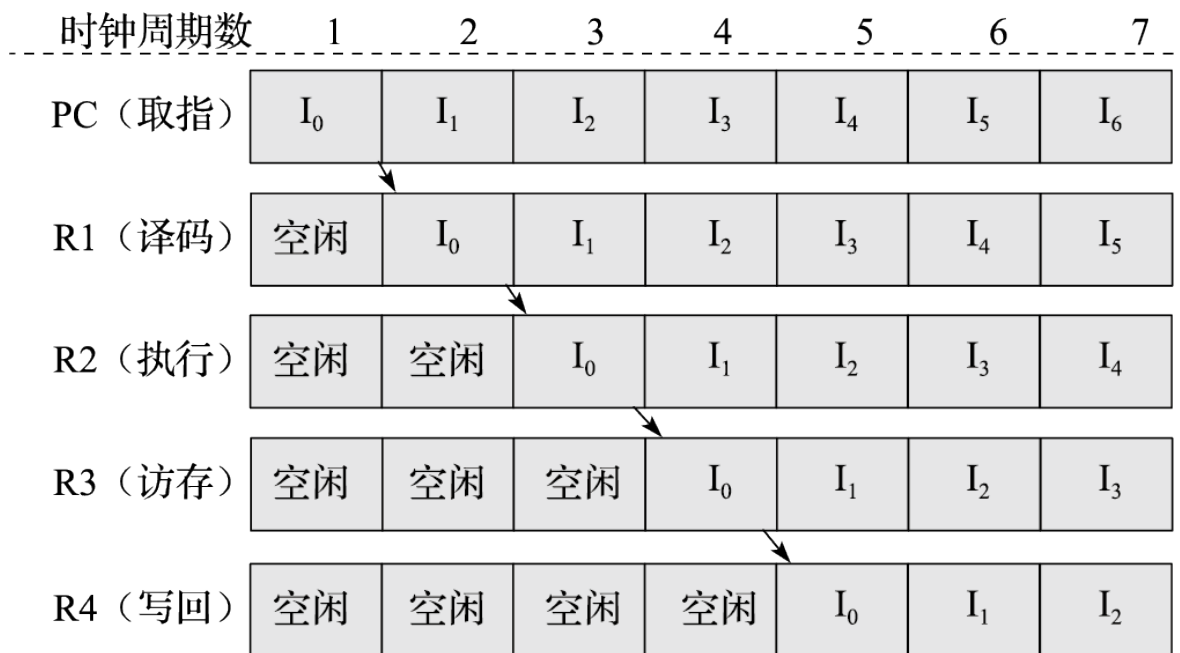 时钟周期数 1 2 3 4 5 6 7
PC（取指） I₀ I₁ I₂ I₃ I₄ I₅ I₆
R1（译码） 空闲 I₀ I₁ I₂ I₃ I₄ I₅
R2（执行） 空闲 空闲 I₀ I₁ I₂ I₃ I₄
R3（访存） 空闲 空闲 空闲 I₀ I₁ I₂ I₃
R4（写回） 空闲 空闲 空闲 空闲 I₀ I₁ I₂